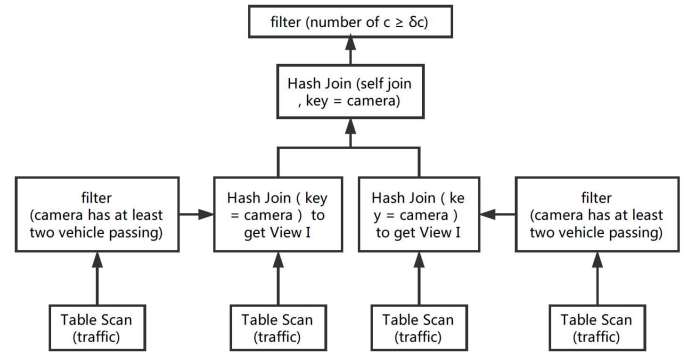 filter (number of c ≥ δc)
Hash Join (self join
, key = camera)
filter
(camera has at least
two vehicle passing)
Hash Join ( key
= camera ) to
get View I
Hash Join ( ke
y = camera )
to get View I
filter
(camera has at least
two vehicle passing)
Table Scan
(traffic)
Table Scan
(traffic)
Table Scan
(traffic)
Table Scan
(traffic)